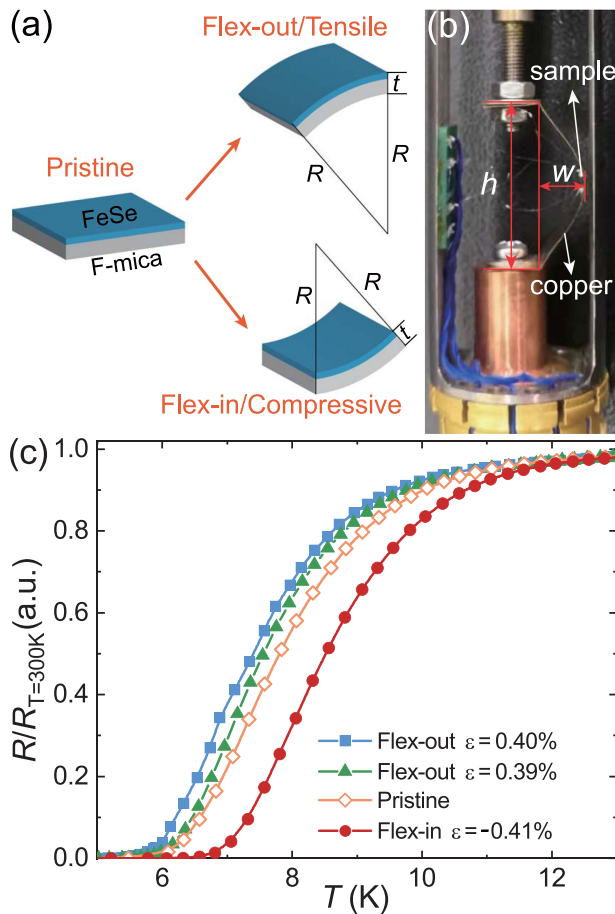 (a)
Flex-out/Tensile
t
R
R
Pristine
FeSe
F-mica
R
R
t
Flex-in/Compressive
(b)
sample
h
w
copper
(c)
1.0
0.8
0.6
0.4
0.2
0.0
R/R_T=300K (a.u.)
Flex-out ε = 0.40%
Flex-out ε = 0.39%
Pristine
Flex-in ε = −0.41%
6 8 10 12
T (K)